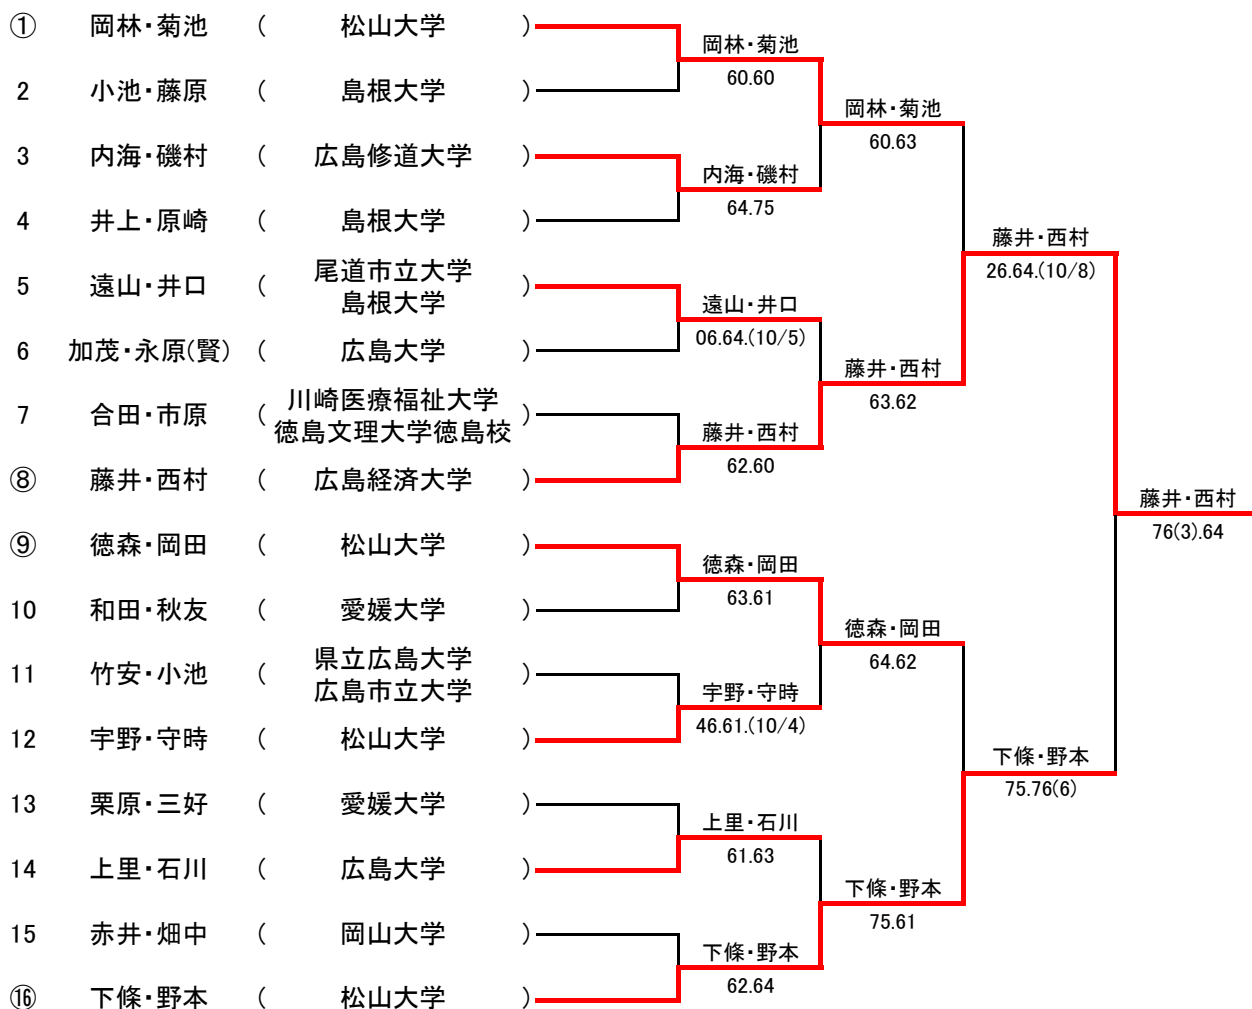 ① 岡林・菊池 ( 松山大学 )
岡林・菊池
60.60
2 小池・藤原 ( 島根大学 )
岡林・菊池
60.63
3 内海・磯村 ( 広島修道大学 )
内海・磯村
64.75
4 井上・原崎 ( 島根大学 )
藤井・西村
26.64.(10/8)
5 遠山・井口 ( 尾道市立大学
島根大学 )
遠山・井口
06.64.(10/5)
6 加茂・永原(賢) ( 広島大学 )
藤井・西村
63.62
7 合田・市原 ( 川崎医療福祉大学
徳島文理大学徳島校 )
藤井・西村
62.60
⑧ 藤井・西村 ( 広島経済大学 )
藤井・西村
76(3).64
⑨ 徳森・岡田 ( 松山大学 )
徳森・岡田
63.61
10 和田・秋友 ( 愛媛大学 )
徳森・岡田
64.62
11 竹安・小池 ( 県立広島大学
広島市立大学 )
宇野・守時
46.61.(10/4)
12 宇野・守時 ( 松山大学 )
下條・野本
75.76(6)
13 栗原・三好 ( 愛媛大学 )
上里・石川
61.63
14 上里・石川 ( 広島大学 )
下條・野本
75.61
15 赤井・畑中 ( 岡山大学 )
下條・野本
62.64
⑯ 下條・野本 ( 松山大学 )